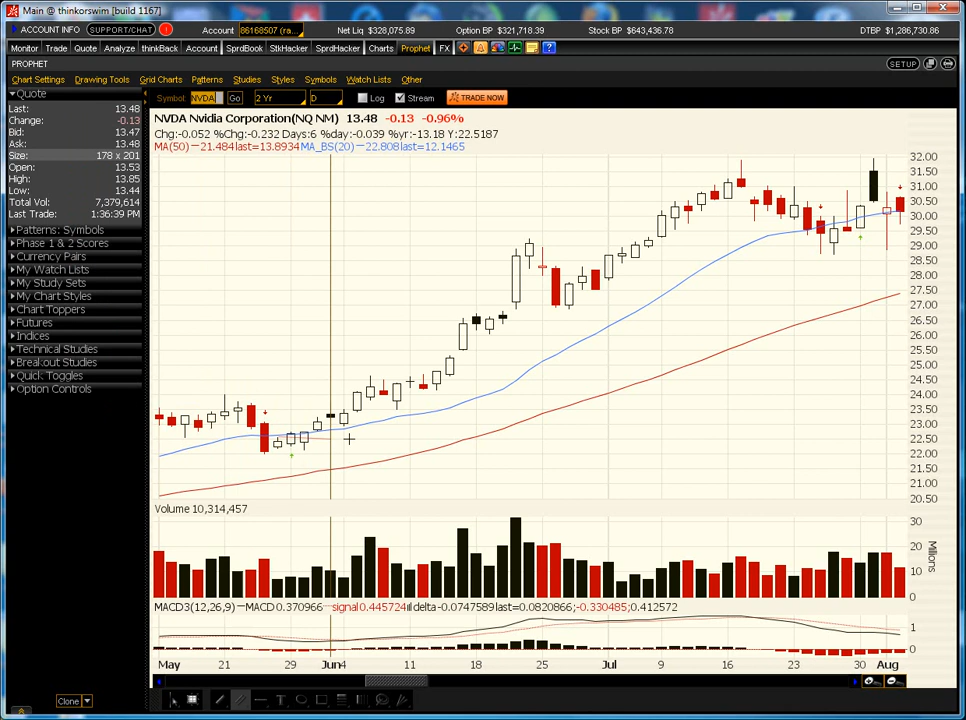 Main @ thinkorswim [build 1167]
ACCOUNT INFO SUPPORT/CHAT ! Account 86168507 (ra... Net Liq $328,075.89 Option BP $321,718.39 Stock BP $643,436.78 DTBP $1,286,730.86
Monitor Trade Quote Analyze thinkBack Account SprdBook StkHacker SprdHacker Charts Prophet FX
PROPHET SETUP
Chart Settings Drawing Tools Grid Charts Patterns Studies Styles Symbols Watch Lists Other
Quote Symbol NVDA Go 2 Yr D Log Stream TRADE NOW
Last: 13.48
Change: -0.13
Bid: 13.47
Ask: 13.48
Size: 178 x 201
Open: 13.53
High: 13.85
Low: 13.44
Total Vol: 7,379,614
Last Trade: 1:36:39 PM
Patterns: Symbols
Phase 1 & 2 Scores
Currency Pairs
My Watch Lists
My Study Sets
My Chart Styles
Chart Toppers
Futures
Indices
Technical Studies
Breakout Studies
Quick Toggles
Option Controls
Clone
NVDA Nvidia Corporation(NQ NM) 13.48 -0.13 -0.96%
Chg:-0.052 %Chg:-0.232 Days:6 %day:-0.039 %yr:-13.18 Y:22.5187
MA(50) 21.484last=13.8934 MA_BS(20) 22.808last=12.1465
32.00
31.50
31.00
30.50
30.00
29.50
29.00
28.50
28.00
27.50
27.00
26.50
26.00
25.50
25.00
24.50
24.00
23.50
23.00
22.50
22.00
21.50
21.00
20.50
Volume 10,314,457
30
20
10
0
Millions
MACD3(12,26,9) MACD 0.370966 signal 0.445724 delta -0.0747589last=0.0820866;-0.330485;0.412572
1
0
May 21 29 Jun 4 11 18 25 Jul 9 16 23 30 Aug